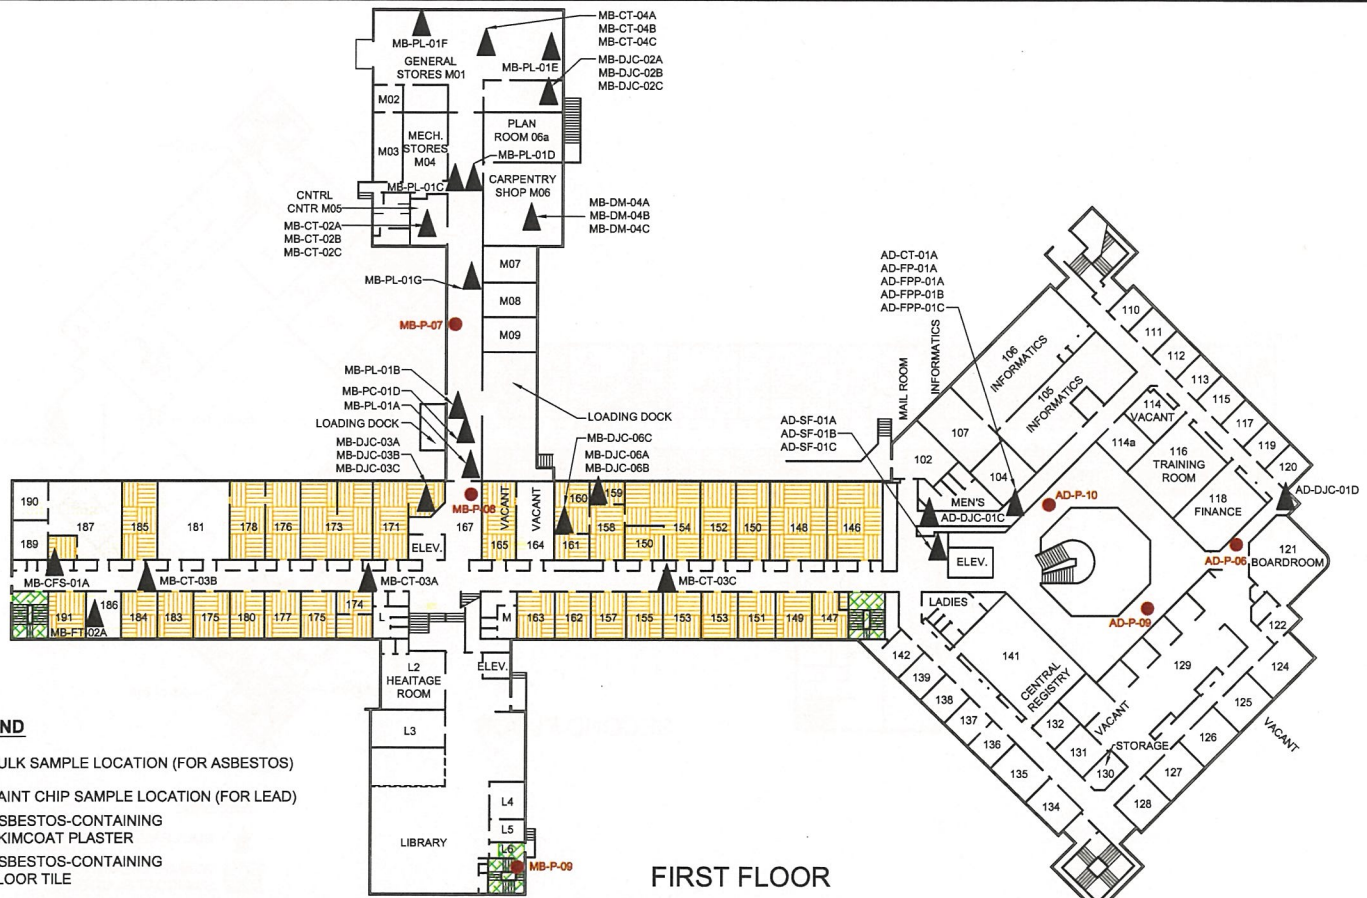 MB-PL-01F
GENERAL
STORES M01
MB-CT-04A
MB-CT-04B
MB-CT-04C
MB-PL-01E
MB-DJC-02A
MB-DJC-02B
MB-DJC-02C
M02
M03
MECH.
STORES
M04
PLAN
ROOM 06a
MB-PL-01D
MB-PL-01C
CARPENTRY
SHOP M06
CNTRL
CNTR M05
MB-CT-02A
MB-CT-02B
MB-CT-02C
MB-DM-04A
MB-DM-04B
MB-DM-04C
MB-PL-01G
M07
M08
M09
MB-P-07
MB-PL-01B
MB-PC-01D
MB-PL-01A
LOADING DOCK
MB-DJC-03A
MB-DJC-03B
MB-DJC-03C
LOADING DOCK
MB-DJC-06C
MB-DJC-06A
MB-DJC-06B
AD-CT-01A
AD-FP-01A
AD-FPP-01A
AD-FPP-01B
AD-FPP-01C
MAIL ROOM
INFORMATICS
106
INFORMATICS
105
INFORMATICS
107
102
104
MEN'S
AD-DJC-01C
AD-SF-01A
AD-SF-01B
AD-SF-01C
110
111
112
113
115
117
119
120
114
VACANT
114a
116
TRAINING
ROOM
118
FINANCE
AD-DJC-01D
AD-P-10
AD-P-06
121
BOARDROOM
AD-P-09
ELEV.
LADIES
190
187
185
181
178
176
173
171
167
MB-P-08
VACANT
165
VACANT
164
160
159
161
158
150
154
152
150
148
146
189
ELEV.
MB-CFS-01A
MB-CT-03B
MB-CT-03A
MB-CT-03C
191
186
MB-FT-02A
184
183
175
180
177
175
174
L
M
163
162
157
155
153
153
151
149
147
122
124
125
126
127
128
129
VACANT
VACANT
STORAGE
130
131
132
141
CENTRAL
REGISTRY
142
139
138
137
136
135
134
L2
HEAITAGE
ROOM
ELEV.
L3
L4
L5
L6
LIBRARY
MB-P-09
ND
ULK SAMPLE LOCATION (FOR ASBESTOS)
AINT CHIP SAMPLE LOCATION (FOR LEAD)
SBESTOS-CONTAINING
KIMCOAT PLASTER
SBESTOS-CONTAINING
LOOR TILE
FIRST FLOOR